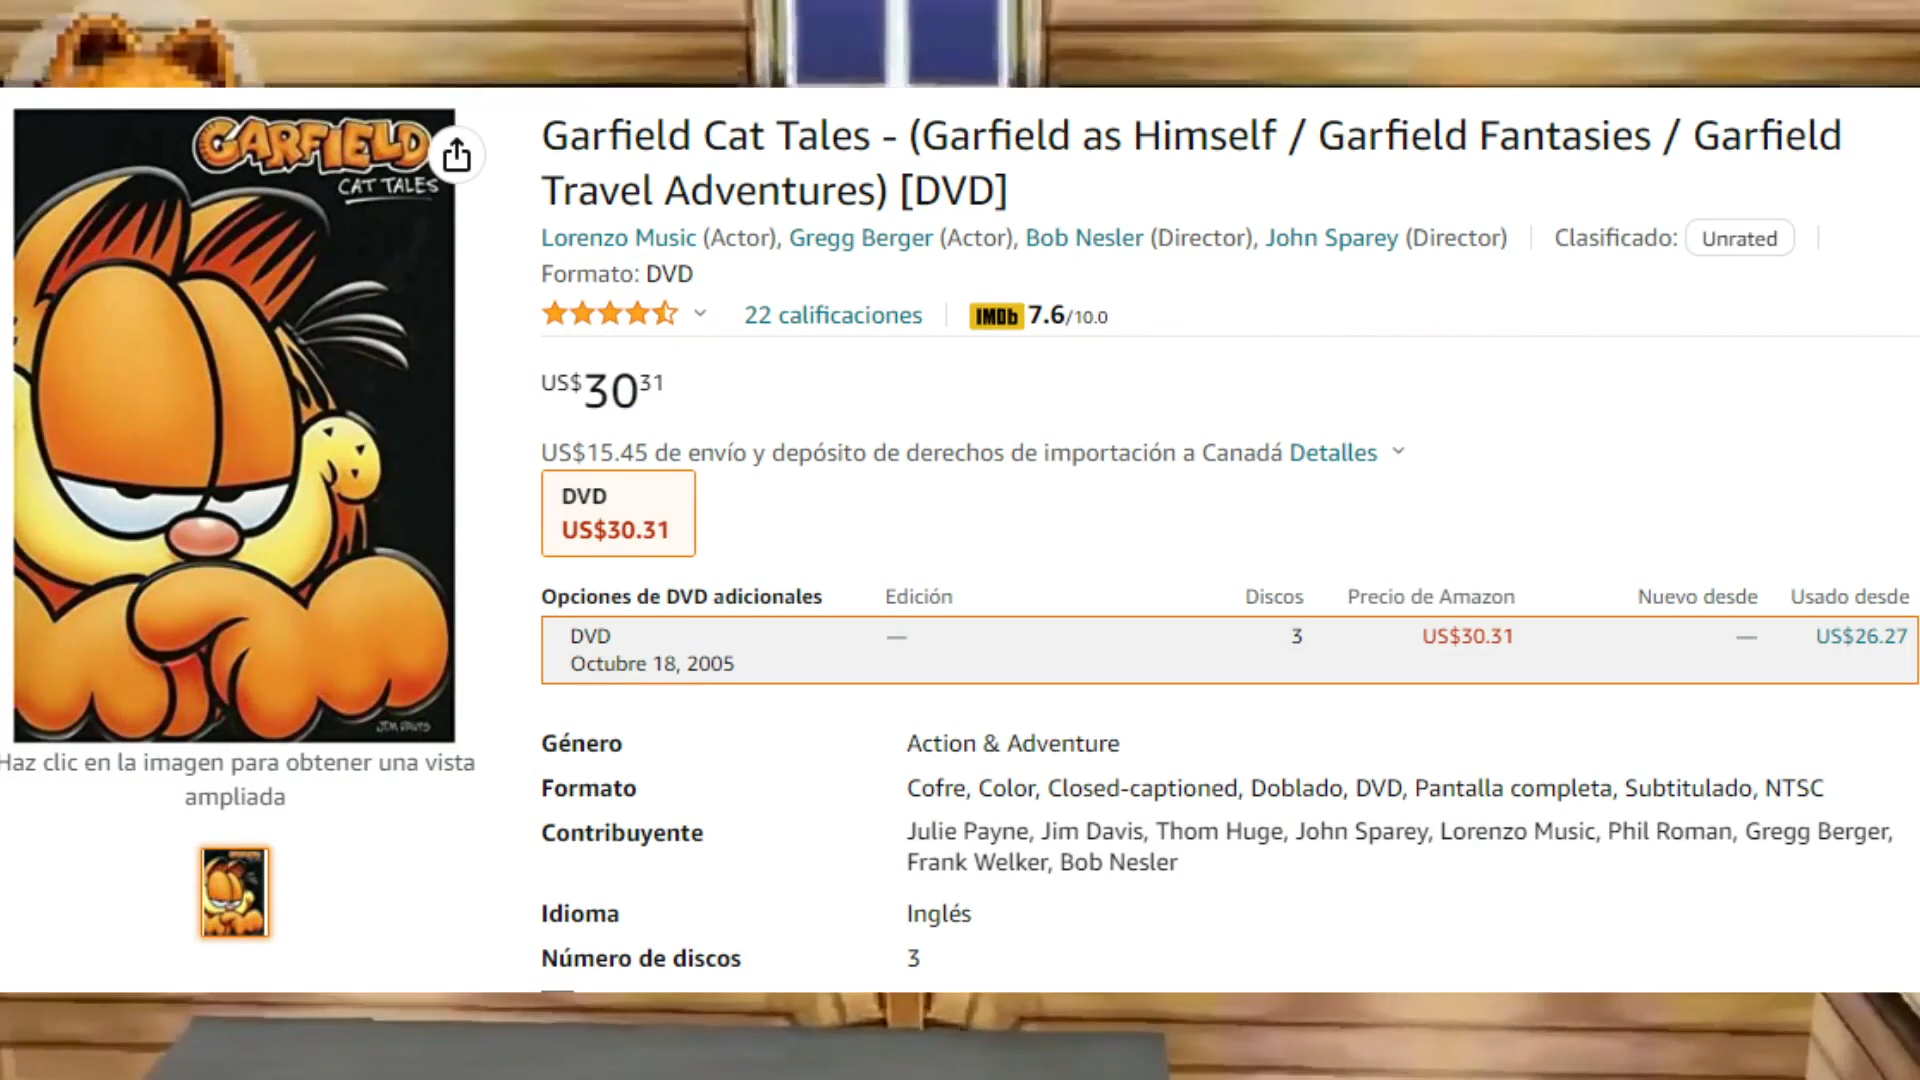 GARFIELD
CAT TALES
JIM DAVIS
Haz clic en la imagen para obtener una vista
ampliada
Garfield Cat Tales - (Garfield as Himself / Garfield Fantasies / Garfield
Travel Adventures) [DVD]
Lorenzo Music (Actor), Gregg Berger (Actor), Bob Nesler (Director), John Sparey (Director) Clasificado: Unrated
Formato: DVD
22 calificaciones IMDb 7.6/10.0
US$30 31
US$15.45 de envío y depósito de derechos de importación a Canadá Detalles
DVD
US$30.31
Opciones de DVD adicionales Edición Discos Precio de Amazon Nuevo desde Usado desde
DVD — 3 US$30.31 — US$26.27
Octubre 18, 2005
Género Action & Adventure
Formato Cofre, Color, Closed-captioned, Doblado, DVD, Pantalla completa, Subtitulado, NTSC
Contribuyente Julie Payne, Jim Davis, Thom Huge, John Sparey, Lorenzo Music, Phil Roman, Gregg Berger,
Frank Welker, Bob Nesler
Idioma Inglés
Número de discos 3